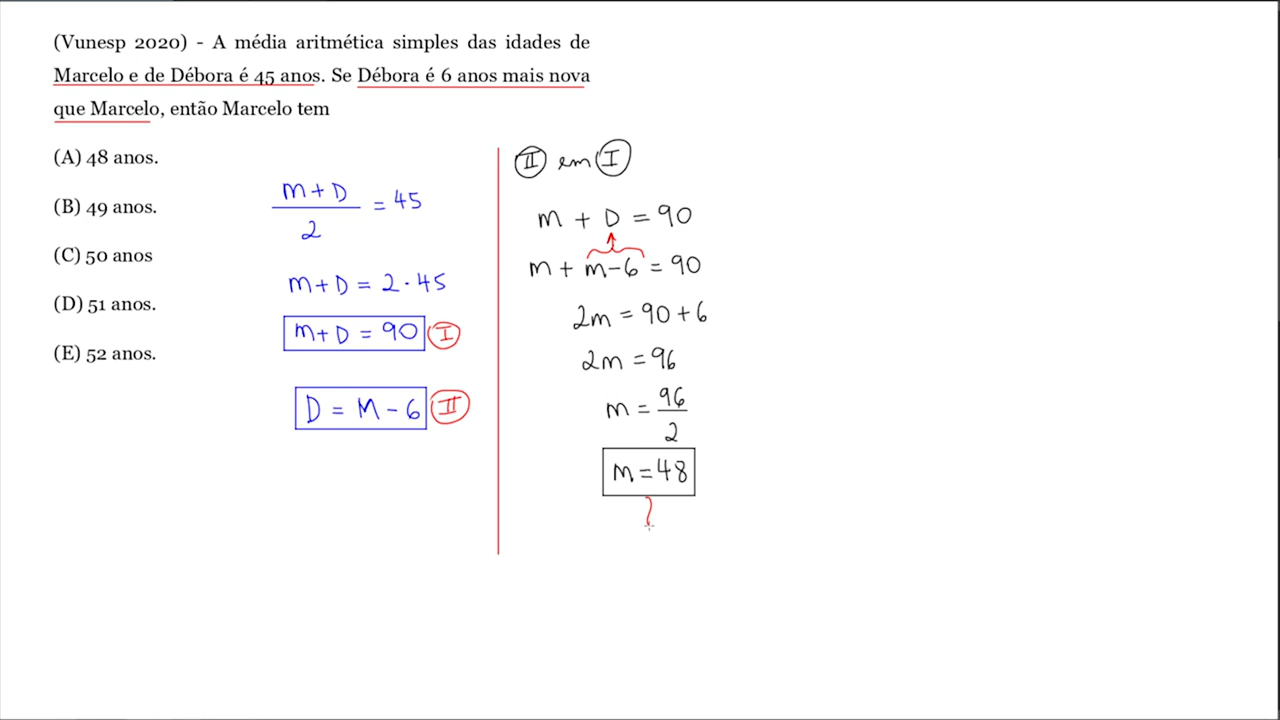 (Vunesp 2020) - A média aritmética simples das idades de
Marcelo e de Débora é 45 anos. Se Débora é 6 anos mais nova
que Marcelo, então Marcelo tem
(A) 48 anos.
(B) 49 anos.
(C) 50 anos
(D) 51 anos.
(E) 52 anos.
m+D
2
= 45
m+D = 2·45
m+D = 90 I
D = M-6 II
II em I
m + D = 90
m + m-6 = 90
2m = 90+6
2m = 96
m = 96
2
m = 48